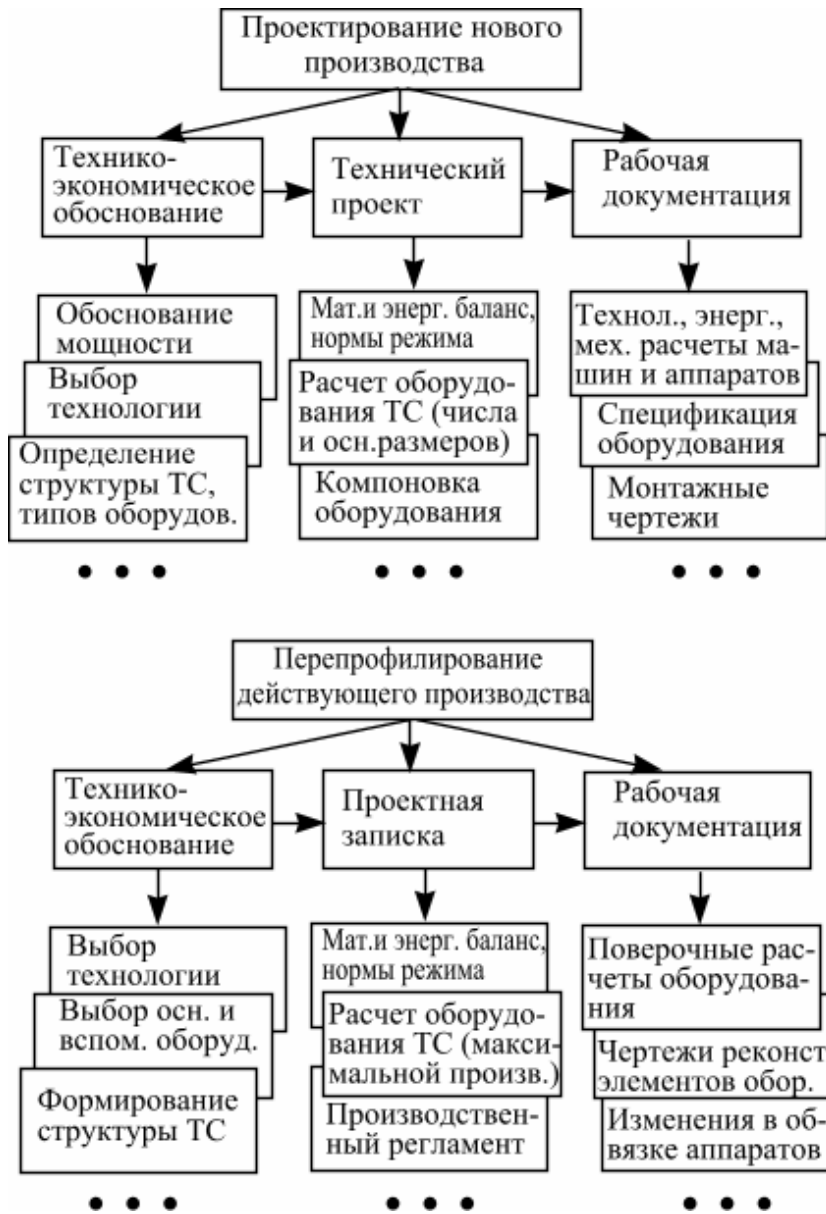 Проектирование нового
производства
Технико-
экономическое
обоснование
Технический
проект
Рабочая
документация
Обоснование
мощности
Выбор
технологии
Определение
структуры ТС,
типов оборудов.
Мат.и энерг. баланс,
нормы режима
Расчет оборудо-
вания ТС (числа
и осн.размеров)
Компоновка
оборудования
Технол., энерг.,
мех. расчеты ма-
шин и аппаратов
Спецификация
оборудования
Монтажные
чертежи
• • •
• • •
• • •
Перепрофилирование
действующего производства
Технико-
экономическое
обоснование
Проектная
записка
Рабочая
документация
Выбор
технологии
Выбор осн. и
вспом. оборуд.
Формирование
структуры ТС
Мат.и энерг. баланс,
нормы режима
Расчет оборудо-
вания ТС (макси-
мальной произв.)
Производствен-
ный регламент
Поверочные рас-
четы оборудова-
ния
Чертежи реконст
элементов обор.
Изменения в об-
вязке аппаратов
• • •
• • •
• • •